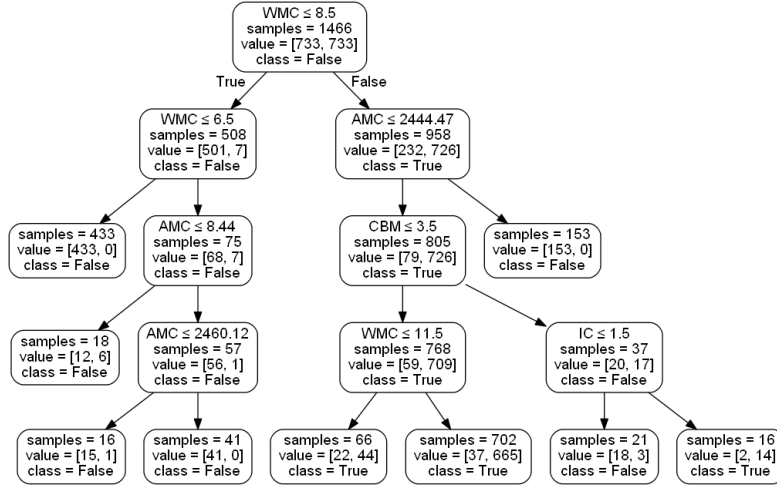 WMC ≤ 8.5
samples = 1466
value = [733, 733]
class = False
True
False
WMC ≤ 6.5
samples = 508
value = [501, 7]
class = False
AMC ≤ 2444.47
samples = 958
value = [232, 726]
class = True
samples = 433
value = [433, 0]
class = False
AMC ≤ 8.44
samples = 75
value = [68, 7]
class = False
CBM ≤ 3.5
samples = 805
value = [79, 726]
class = True
samples = 153
value = [153, 0]
class = False
samples = 18
value = [12, 6]
class = False
AMC ≤ 2460.12
samples = 57
value = [56, 1]
class = False
WMC ≤ 11.5
samples = 768
value = [59, 709]
class = True
IC ≤ 1.5
samples = 37
value = [20, 17]
class = False
samples = 16
value = [15, 1]
class = False
samples = 41
value = [41, 0]
class = False
samples = 66
value = [22, 44]
class = True
samples = 702
value = [37, 665]
class = True
samples = 21
value = [18, 3]
class = False
samples = 16
value = [2, 14]
class = True